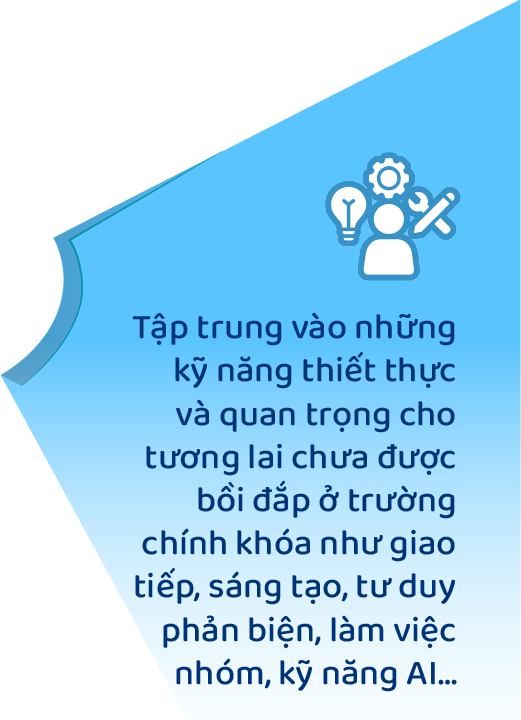 Tập trung vào những
kỹ năng thiết thực
và quan trọng cho
tương lai chưa được
bồi đắp ở trường
chính khóa như giao
tiếp, sáng tạo, tư duy
phản biện, làm việc
nhóm, kỹ năng AI...